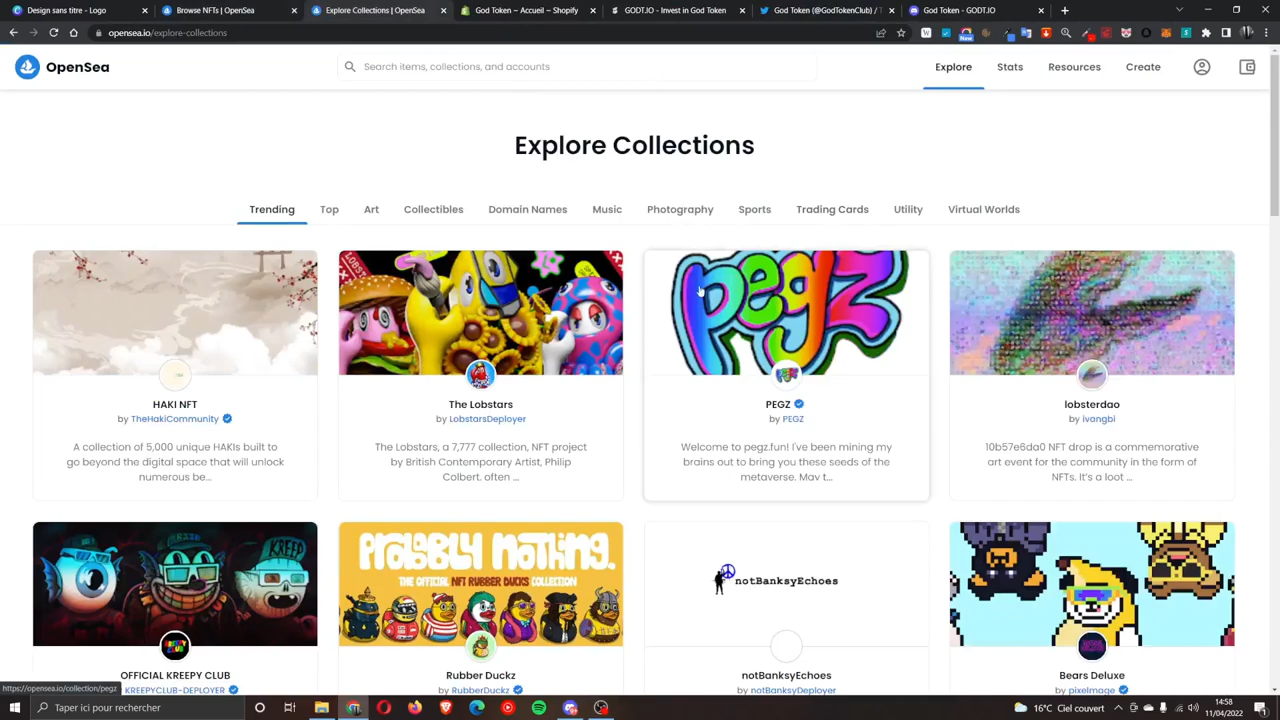 Design sans titre - Logo
Browse NFTs | OpenSea
Explore Collections | OpenSea
God Token ~ Accueil ~ Shopify
GODT.IO - Invest in God Token
God Token (@GodTokenClub) / T
God Token - GODT.IO
opensea.io/explore-collections
New
OpenSea
Search items, collections, and accounts
Explore
Stats
Resources
Create
Explore Collections
Trending
Top
Art
Collectibles
Domain Names
Music
Photography
Sports
Trading Cards
Utility
Virtual Worlds
LOBSTAR
pegz
HAKI NFT
by TheHakiCommunity
A collection of 5,000 unique HAKIs built to
go beyond the digital space that will unlock
numerous be...
The Lobstars
by LobstarsDeployer
The Lobstars, a 7,777 collection, NFT project
by British Contemporary Artist, Philip
Colbert. often ...
PEGZ
by PEGZ
Welcome to pegz.fun! I've been mining my
brains out to bring you these seeds of the
metaverse. May t...
lobsterdao
by ivangbi
10b57e6da0 NFT drop is a commemorative
art event for the community in the form of
NFTs. It's a loot ...
KREEP
KREEPY CLUB
OFFICIAL KREEPY CLUB
by KREEPYCLUB-DEPLOYER
PROBABLY NOTHING.
THE OFFICIAL NFT RUBBER DUCKS COLLECTION
Rubber Duckz
by RubberDuckz
notBanksyEchoes
notBanksyEchoes
by notBanksyDeployer
Bears Deluxe
by pixelmage
https://opensea.io/collection/pegz
Taper ici pour rechercher
16°C Ciel couvert
14:58
11/04/2022
1